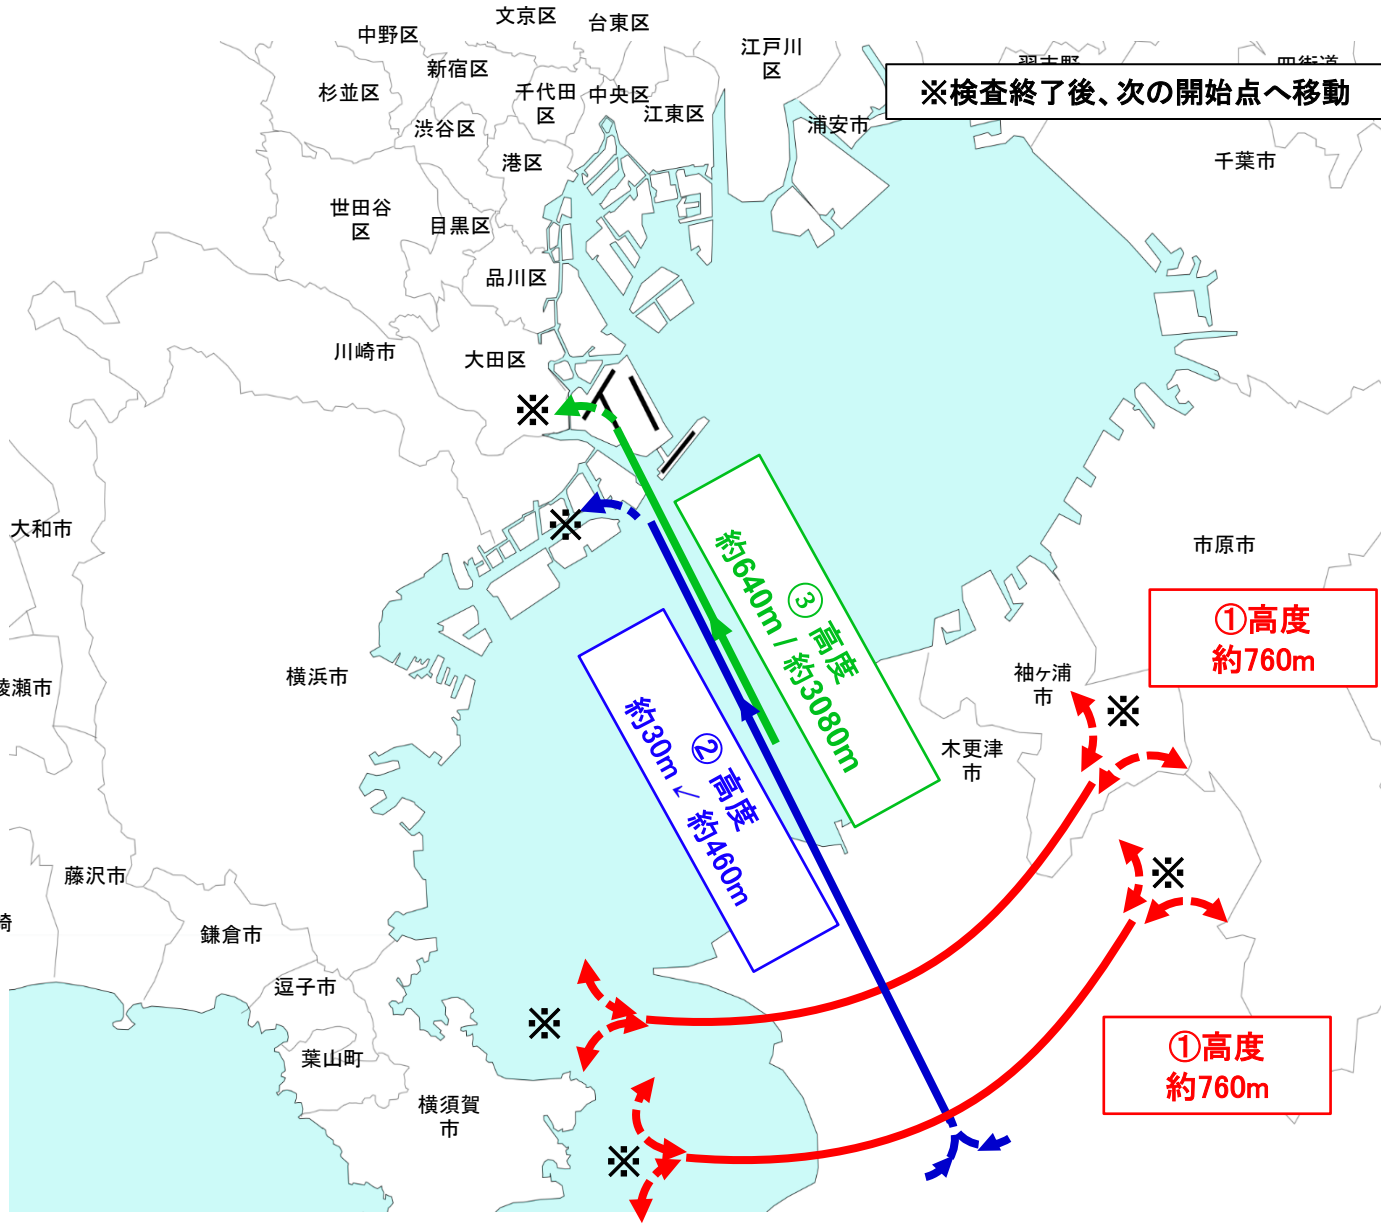 文京区
台東区
中野区
江戸川
区
新宿区
※検査終了後、次の開始点へ移動
杉並区
千代田
区
中央区
江東区
浦安市
渋谷区
港区
千葉市
世田谷
区
目黒区
品川区
川崎市
大田区
※
※
大和市
市原市
③ 高度
約640m / 約3080m
①高度
約760m
横浜市
袖ヶ浦
市
※
② 高度
約30m ↙ 約460m
木更津
市
藤沢市
※
鎌倉市
逗子市
※
葉山町
①高度
約760m
横須賀
市
※